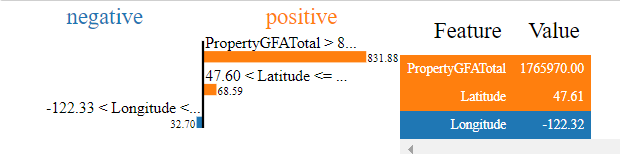 negative positive
PropertyGFATotal > 8...
831.88
47.60 < Latitude <= ...
68.59
-122.33 < Longitude <...
32.70
Feature Value
PropertyGFATotal 1765970.00
Latitude 47.61
Longitude -122.32